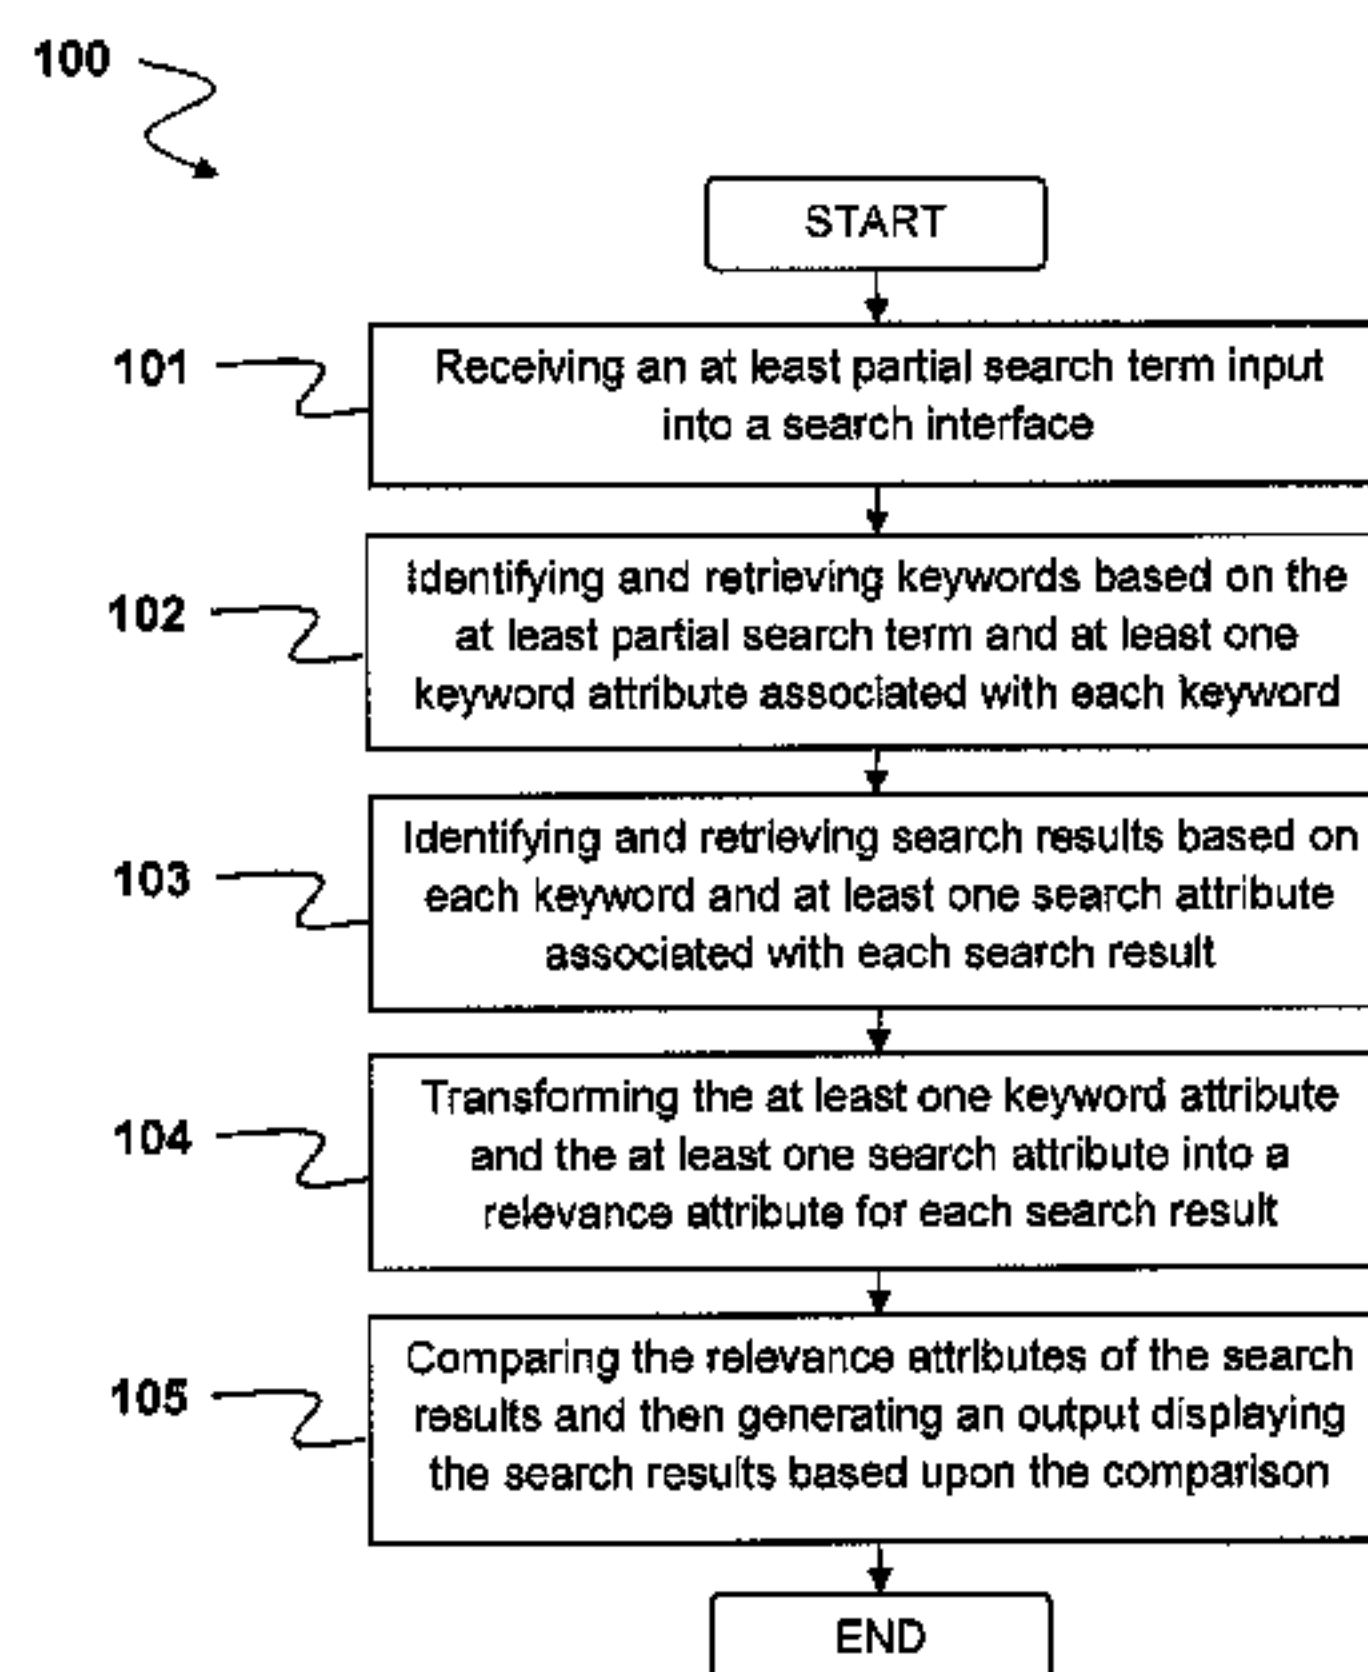 100
START
101
Receiving an at least partial search term input
into a search interface
102
Identifying and retrieving keywords based on the
at least partial search term and at least one
keyword attribute associated with each keyword
103
Identifying and retrieving search results based on
each keyword and at least one search attribute
associated with each search result
104
Transforming the at least one keyword attribute
and the at least one search attribute into a
relevance attribute for each search result
105
Comparing the relevance attributes of the search
results and then generating an output displaying
the search results based upon the comparison
END